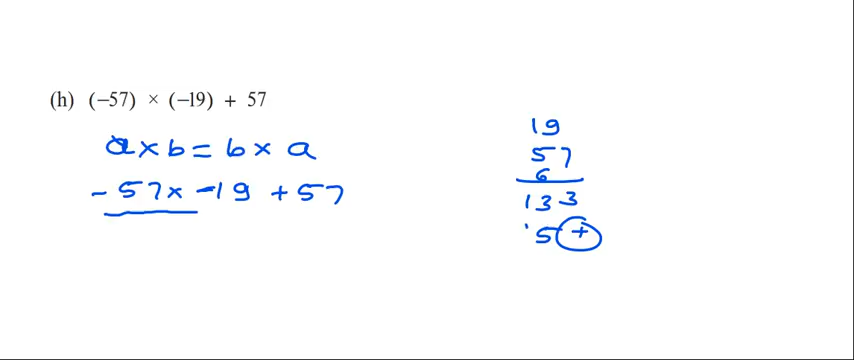 (h) (−57) × (−19) + 57
a × b = b × a
- 57 × -19 + 57
19
57
6
133
'5 +